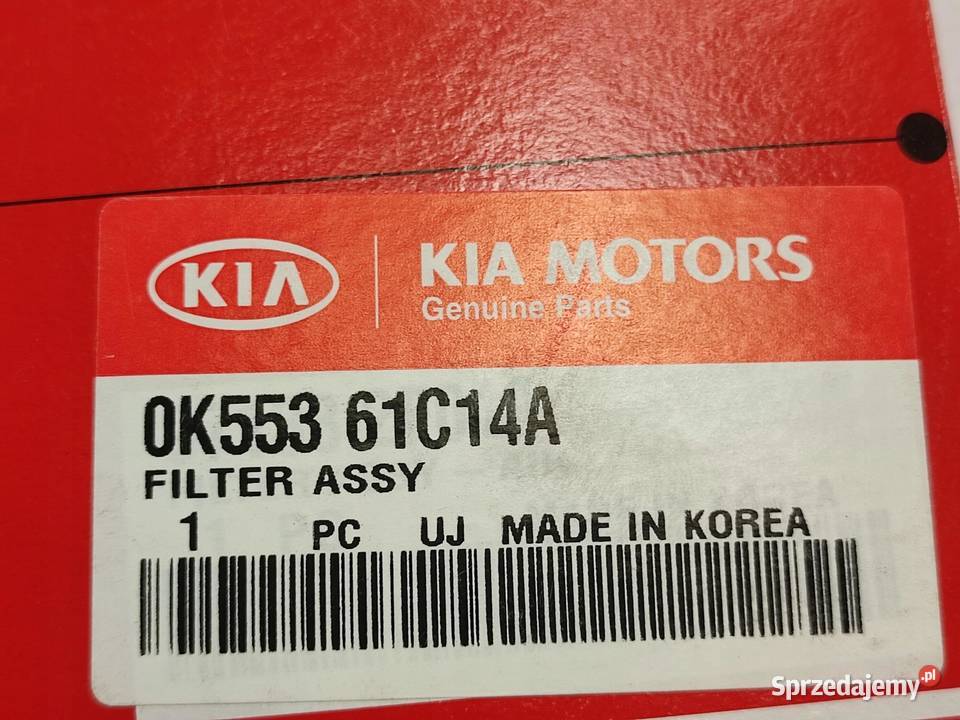 KIA
KIA MOTORS
Genuine Parts
0K553 61C14A
FILTER ASSY
1 PC UJ MADE IN KOREA
Sprzedajemy.pl